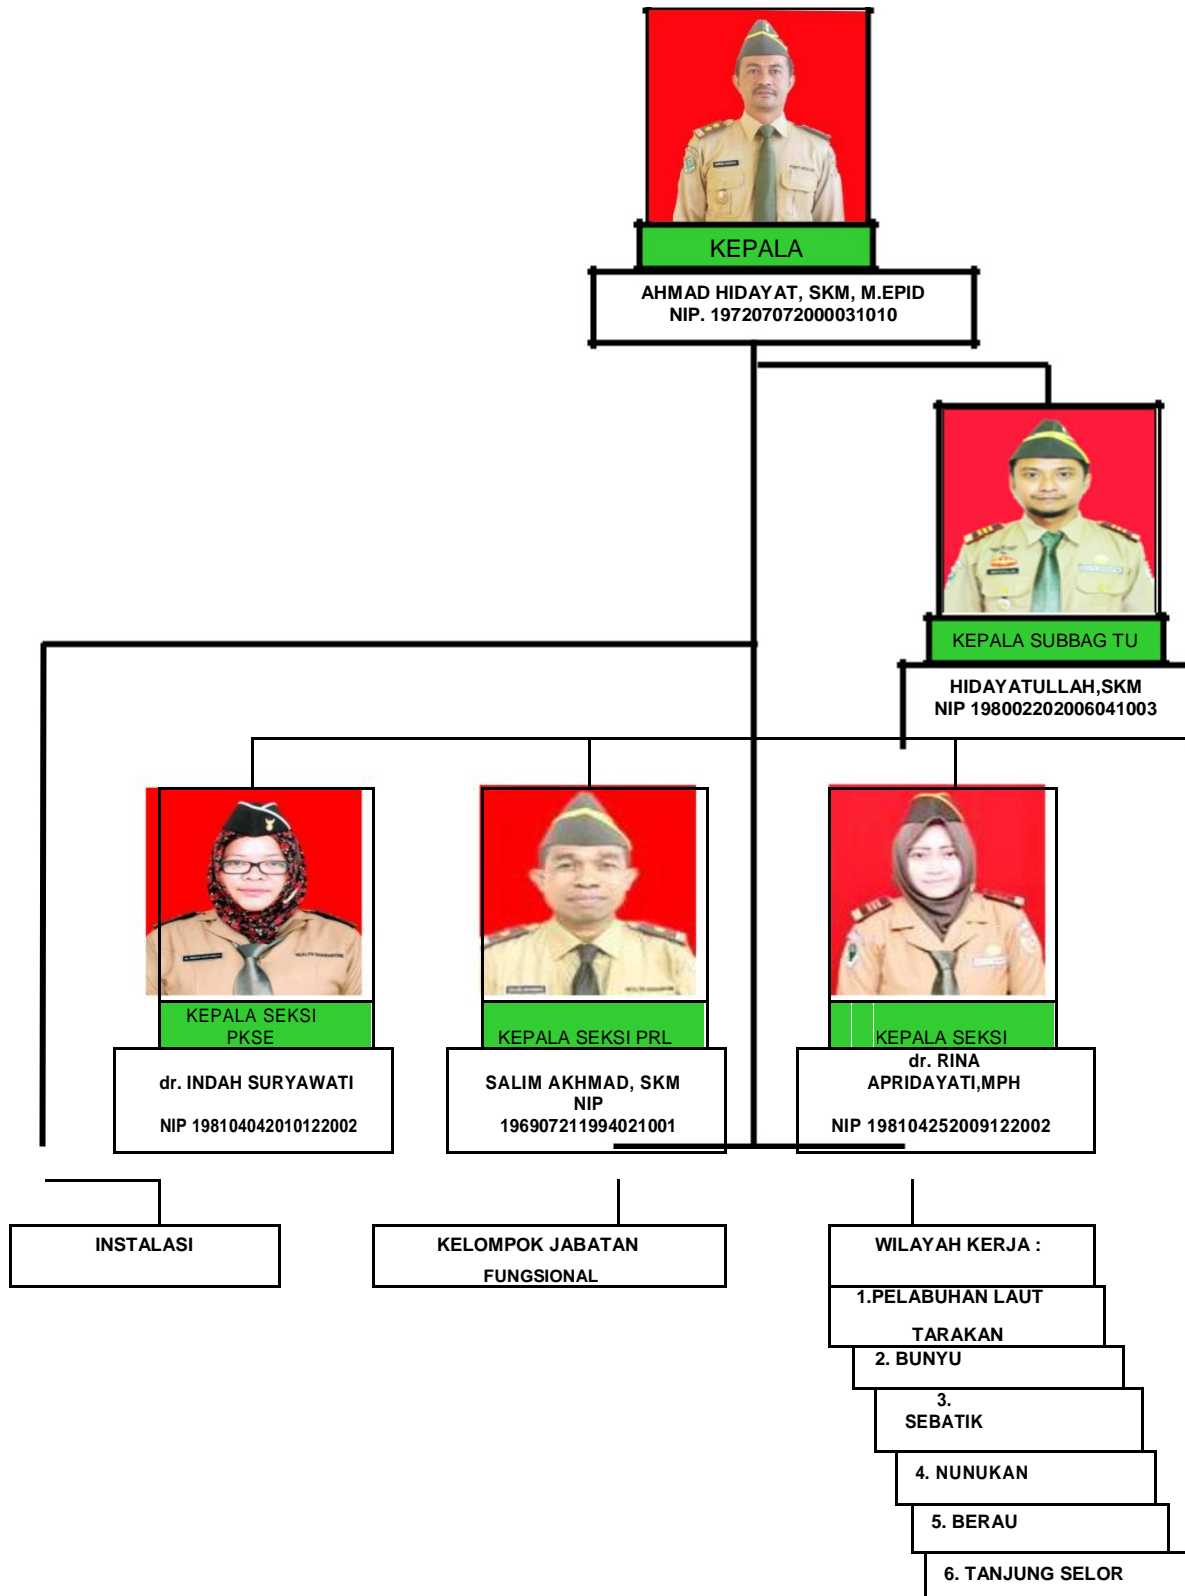 KEPALA
AHMAD HIDAYAT, SKM, M.EPID
NIP. 197207072000031010
KEPALA SUBBAG TU
HIDAYATULLAH,SKM
NIP 198002202006041003
KEPALA SEKSI
PKSE
dr. INDAH SURYAWATI
NIP 198104042010122002
KEPALA SEKSI PRL
SALIM AKHMAD, SKM
NIP
196907211994021001
KEPALA SEKSI
dr. RINA
APRIDAYATI,MPH
NIP 198104252009122002
INSTALASI
KELOMPOK JABATAN
FUNGSIONAL
WILAYAH KERJA :
1.PELABUHAN LAUT
TARAKAN
2. BUNYU
3.
SEBATIK
4. NUNUKAN
5. BERAU
6. TANJUNG SELOR